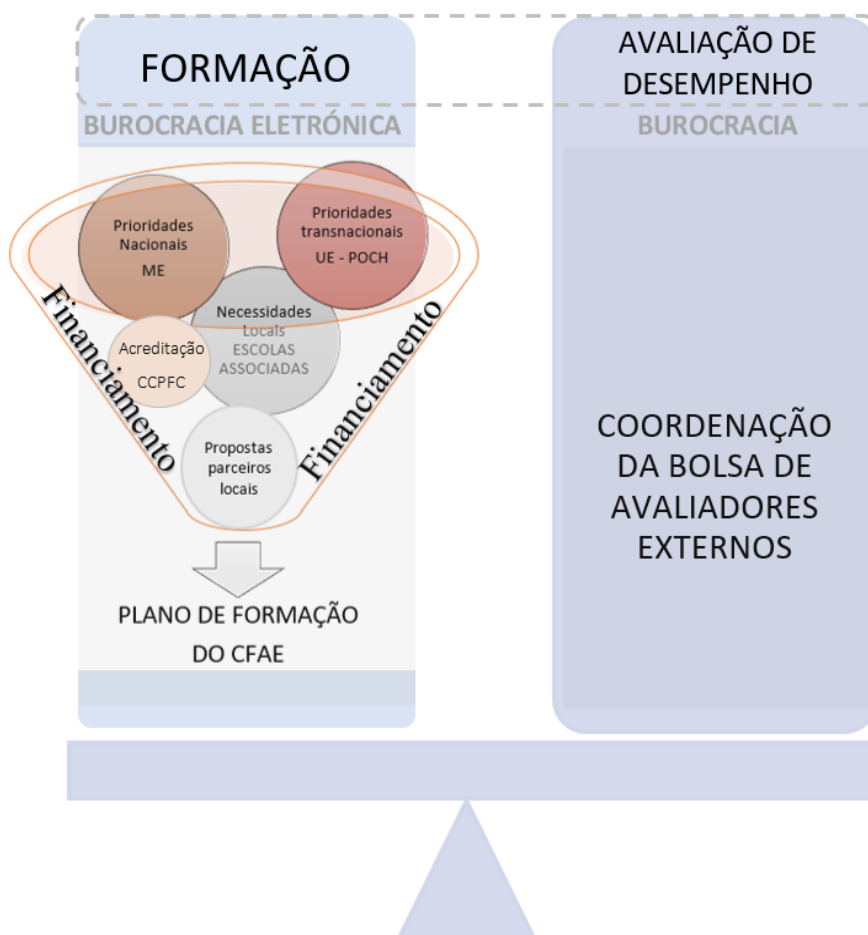 FORMAÇÃO
BUROCRACIA ELETRÓNICA
Prioridades
Nacionais
ME
Prioridades
transnacionais
UE - POCH
Necessidades
Locais
ESCOLAS
ASSOCIADAS
Acreditação
CCPFC
Propostas
parceiros
locais
Financiamento
Financiamento
PLANO DE FORMAÇÃO
DO CFAE
AVALIAÇÃO DE
DESEMPENHO
BUROCRACIA
COORDENAÇÃO
DA BOLSA DE
AVALIADORES
EXTERNOS